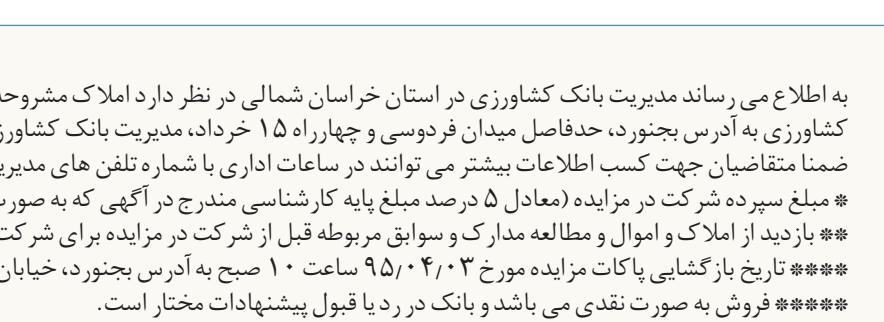 به اطلاع می رساند مدیریت بانک کشاورزی در استان خراسان شمالی در نظر دارد املاک
کشاورزی به آدرس بجنورد، حدفاصل میدان فردوسی و چهارراه ۱۵ خرداد، مدیریت بانک
ضمنا متقاضیان جهت کسب اطلاعات بیشتر می توانند در ساعات اداری با شماره تلفن های
* مبلغ سپرده شرکت در مزایده (معادل ۵ درصد مبلغ پایه کارشناسی مندرج در آگهی که به
** بازدید از املاک و اموال و مطالعه مدارک و سوابق مربوطه قبل از شرکت در مزایده برای
**** تاریخ بازگشایی پاکات مزایده مورخ ۹۵٫۰۴٫۰۳ ساعت ۱۰ صبح به آدرس بجنورد، خیابان
***** فروش به صورت نقدی می باشد و بانک در رد یا قبول پیشنهادات مختار است.